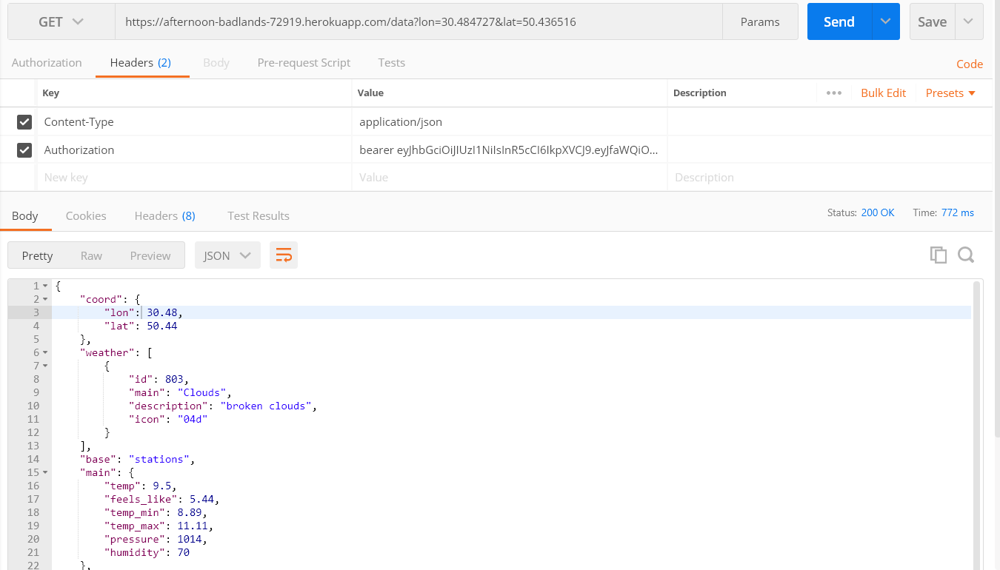 GET https://afternoon-badlands-72919.herokuapp.com/data?lon=30.484727&lat=50.436516 Params Send Save
Authorization Headers (2) Body Pre-request Script Tests Code
Key Value Description ••• Bulk Edit Presets
Content-Type application/json
Authorization bearer eyJhbGciOiJIUzI1NiIsInR5cCI6IkpXVCJ9.eyJfaWQiO...
New key Value Description
Body Cookies Headers (8) Test Results Status: 200 OK Time: 772 ms
Pretty Raw Preview JSON
1 {
2 "coord": {
3 "lon": 30.48,
4 "lat": 50.44
5 },
6 "weather": [
7 {
8 "id": 803,
9 "main": "Clouds",
10 "description": "broken clouds",
11 "icon": "04d"
12 }
13 ],
14 "base": "stations",
15 "main": {
16 "temp": 9.5,
17 "feels_like": 5.44,
18 "temp_min": 8.89,
19 "temp_max": 11.11,
20 "pressure": 1014,
21 "humidity": 70
22 },